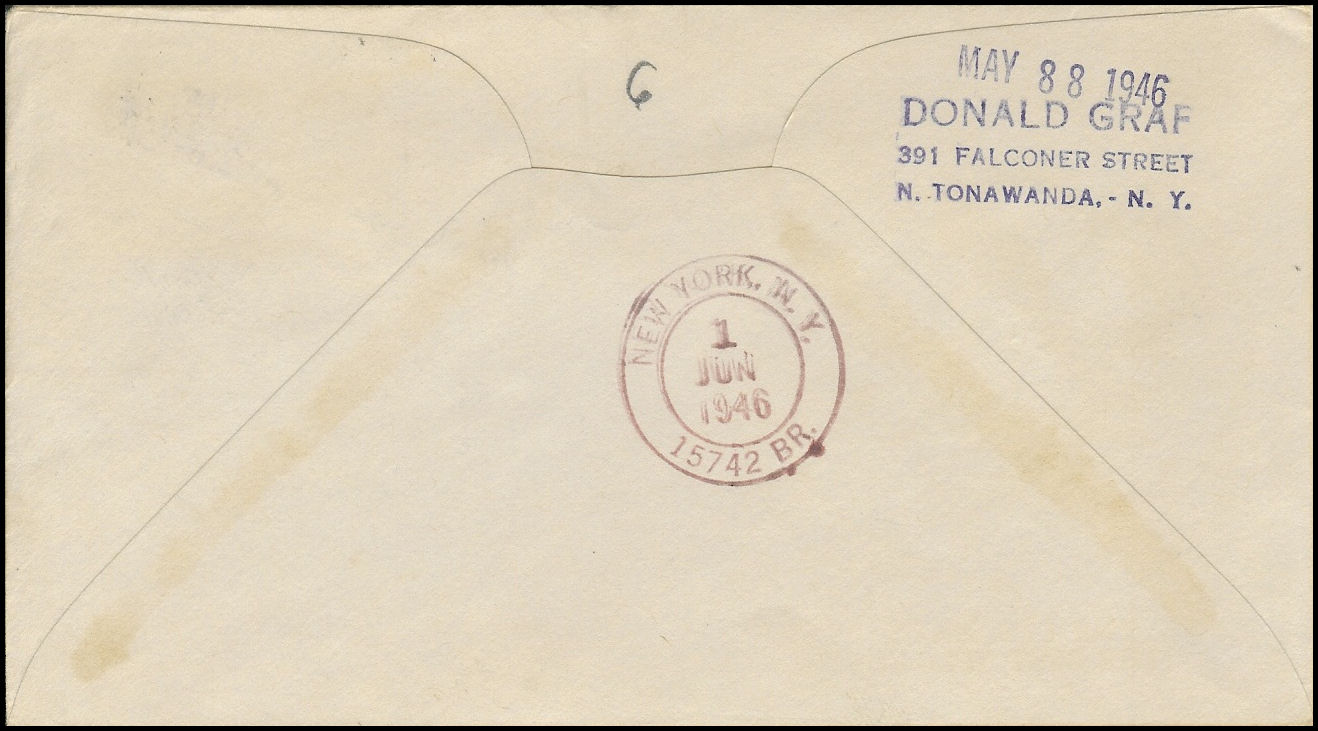 6
MAY 8 8 1946
DONALD GRAF
391 FALCONER STREET
N. TONAWANDA, - N. Y.
NEW YORK, N. Y.
1
JUN
1946
15742 BR.